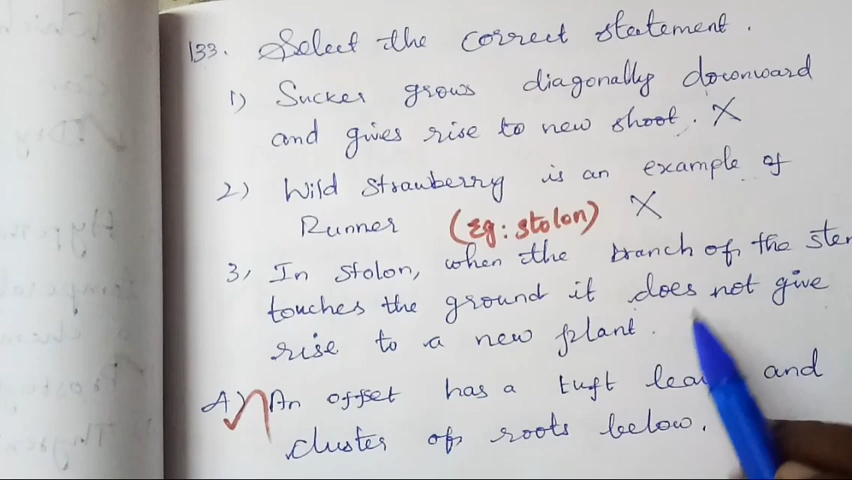 133. Select the correct statement.
1) Sucker grows diagonally downward
and gives rise to new shoot. X
2) Wild strawberry is an example of
Runner (Eg: stolon) X
3, In stolon, when the branch of the stem
touches the ground it does not give
rise to a new plant.
4) An offset has a tuft and
cluster of roots below.